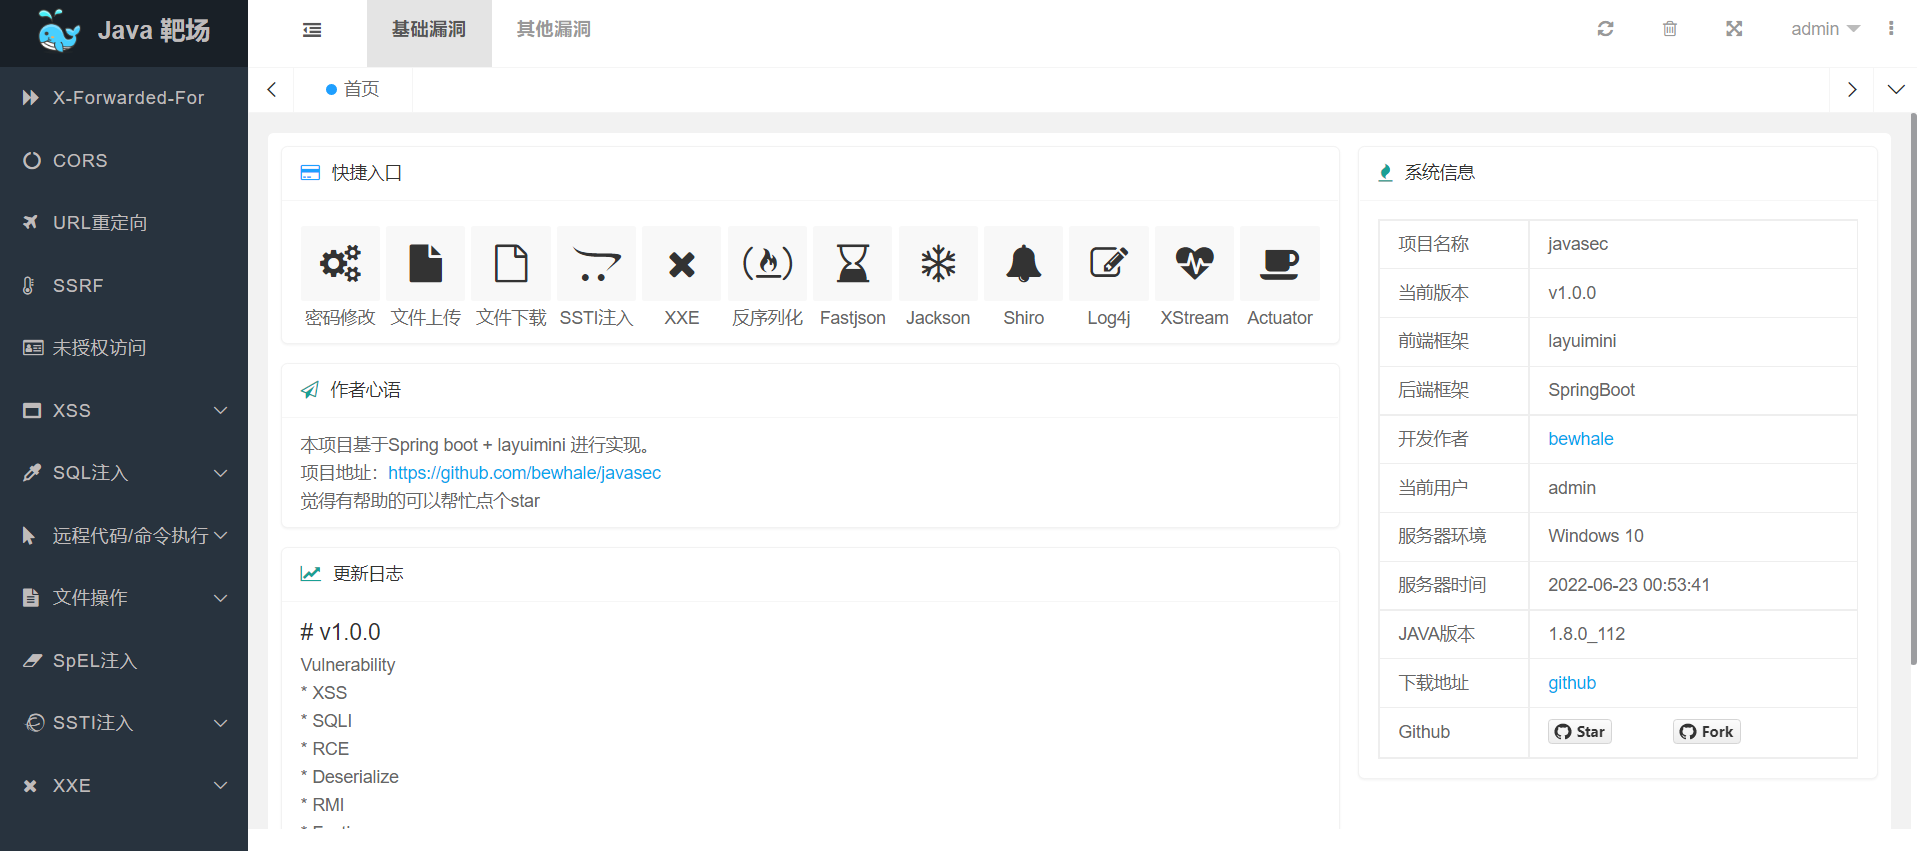 Java 靶场
基础漏洞
其他漏洞
admin
首页
X-Forwarded-For
CORS
URL重定向
SSRF
未授权访问
XSS
SQL注入
远程代码/命令执行
文件操作
SpEL注入
SSTI注入
XXE
快捷入口
密码修改
文件上传
文件下载
SSTI注入
XXE
反序列化
Fastjson
Jackson
Shiro
Log4j
XStream
Actuator
作者心语
本项目基于Spring boot + layuimini 进行实现。
项目地址：https://github.com/bewhale/javasec
觉得有帮助的可以帮忙点个star
更新日志
# v1.0.0
Vulnerability
* XSS
* SQLI
* RCE
* Deserialize
* RMI
系统信息
项目名称 javasec
当前版本 v1.0.0
前端框架 layuimini
后端框架 SpringBoot
开发作者 bewhale
当前用户 admin
服务器环境 Windows 10
服务器时间 2022-06-23 00:53:41
JAVA版本 1.8.0_112
下载地址 github
Github Star Fork